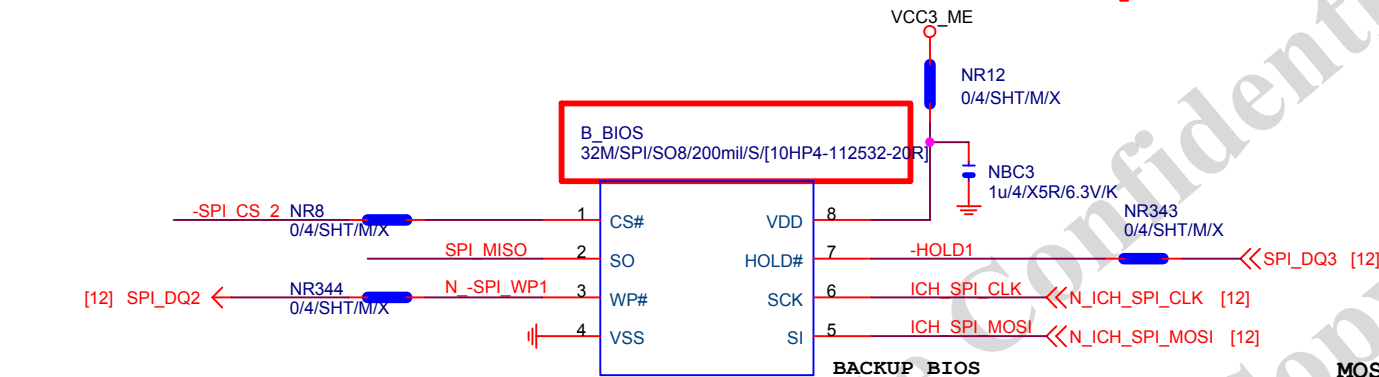 VCC3_ME
NR12
0/4/SHT/M/X
B_BIOS
32M/SPI/SO8/200mil/S/[10HP4-112532-20R]
NBC3
1u/4/X5R/6.3V/K
-SPI_CS_2 NR8
0/4/SHT/M/X
1 CS# VDD 8
NR343
0/4/SHT/M/X
SPI_MISO 2 SO HOLD# 7 -HOLD1 SPI_DQ3 [12]
[12] SPI_DQ2 NR344
0/4/SHT/M/X
N_-SPI_WP1 3 WP# SCK 6 ICH_SPI_CLK N_ICH_SPI_CLK [12]
4 VSS SI 5 ICH_SPI_MOSI N_ICH_SPI_MOSI [12]
BACKUP BIOS
MOS
Confidenti
Cop